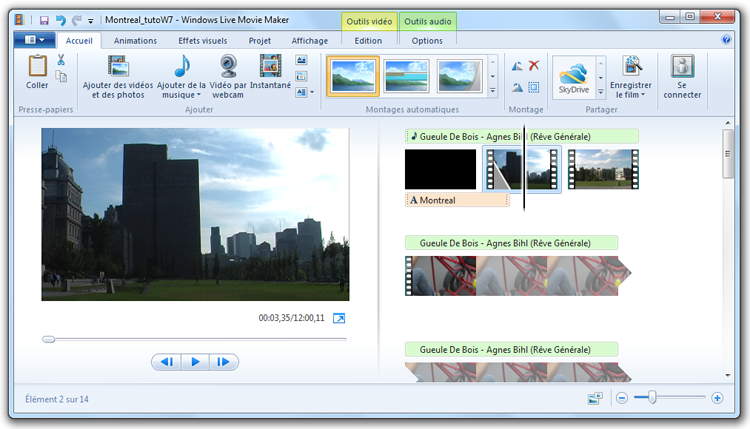 Montreal_tutoW7 - Windows Live Movie Maker
Outils vidéo
Outils audio
Accueil
Animations
Effets visuels
Projet
Affichage
Edition
Options
Coller
Presse-papiers
Ajouter des vidéos et des photos
Ajouter de la musique
Vidéo par webcam
Instantané
Ajouter
Montages automatiques
Montage
SkyDrive
Partager
Enregistrer le film
Se connecter
Gueule De Bois - Agnes Bihl (Rêve Générale)
A Montreal
Gueule De Bois - Agnes Bihl (Rêve Générale)
Gueule De Bois - Agnes Bihl (Rêve Générale)
00:03,35/12:00,11
Élément 2 sur 14